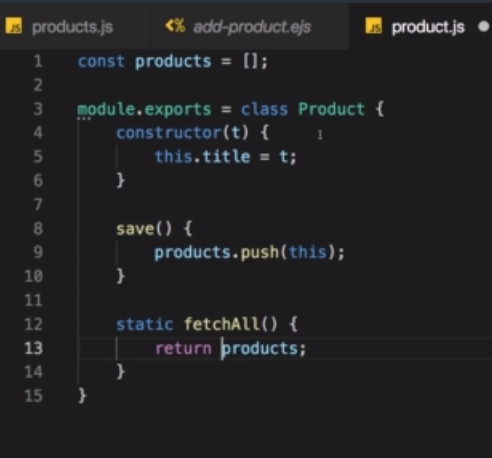 JS products.js <% add-product.ejs JS product.js
1 const products = [];
2
3 module.exports = class Product {
4     constructor(t) {
5         this.title = t;
6     }
7
8     save() {
9         products.push(this);
10     }
11
12     static fetchAll() {
13         return products;
14     }
15 }